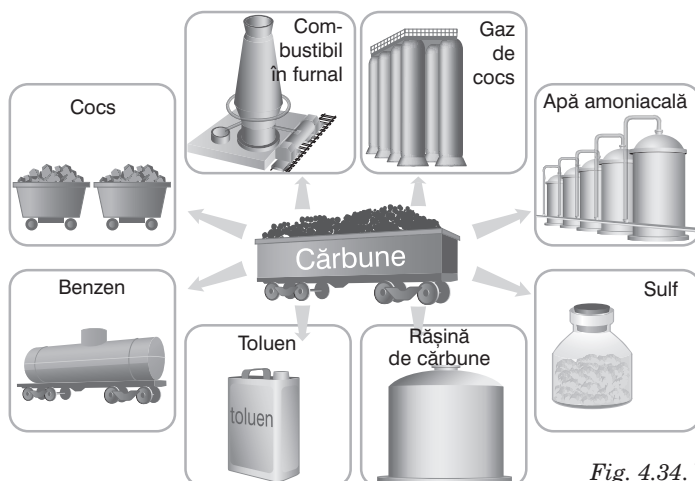 Com-
bustibil
în furnal
Gaz
de
cocs
Cocs
Apă amoniacală
Cărbune
Benzen
Sulf
Toluen
toluen
Rășină
de cărbune
Fig. 4.34.